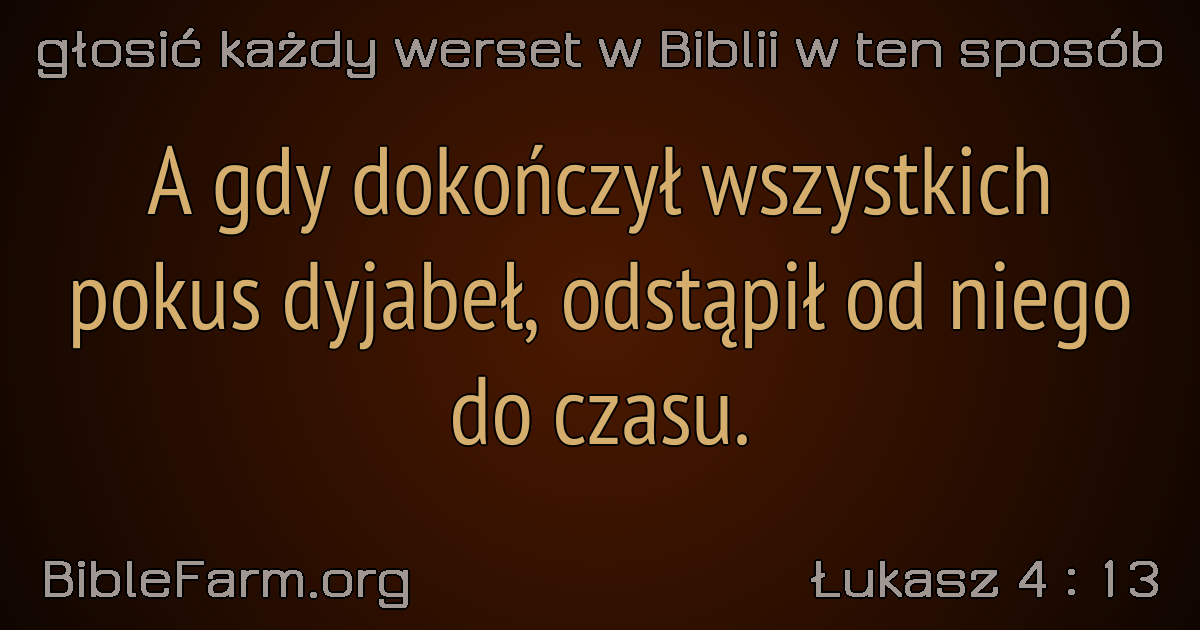 głosić każdy werset w Biblii w ten sposób
A gdy dokończył wszystkich
pokus dyjabeł, odstąpił od niego
do czasu.
BibleFarm.org
Łukasz 4 : 13